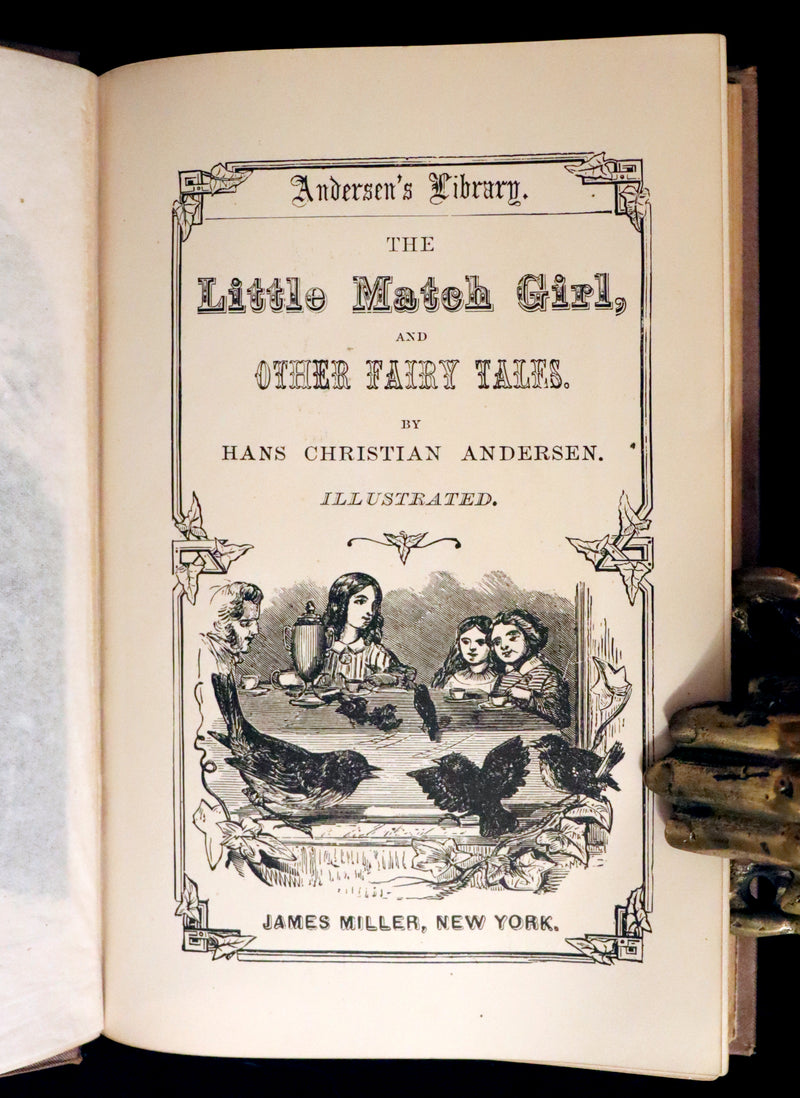 Andersen's Library.
THE
Little Match Girl,
AND
OTHER FAIRY TALES.
BY
HANS CHRISTIAN ANDERSEN.
ILLUSTRATED.
JAMES MILLER, NEW YORK.